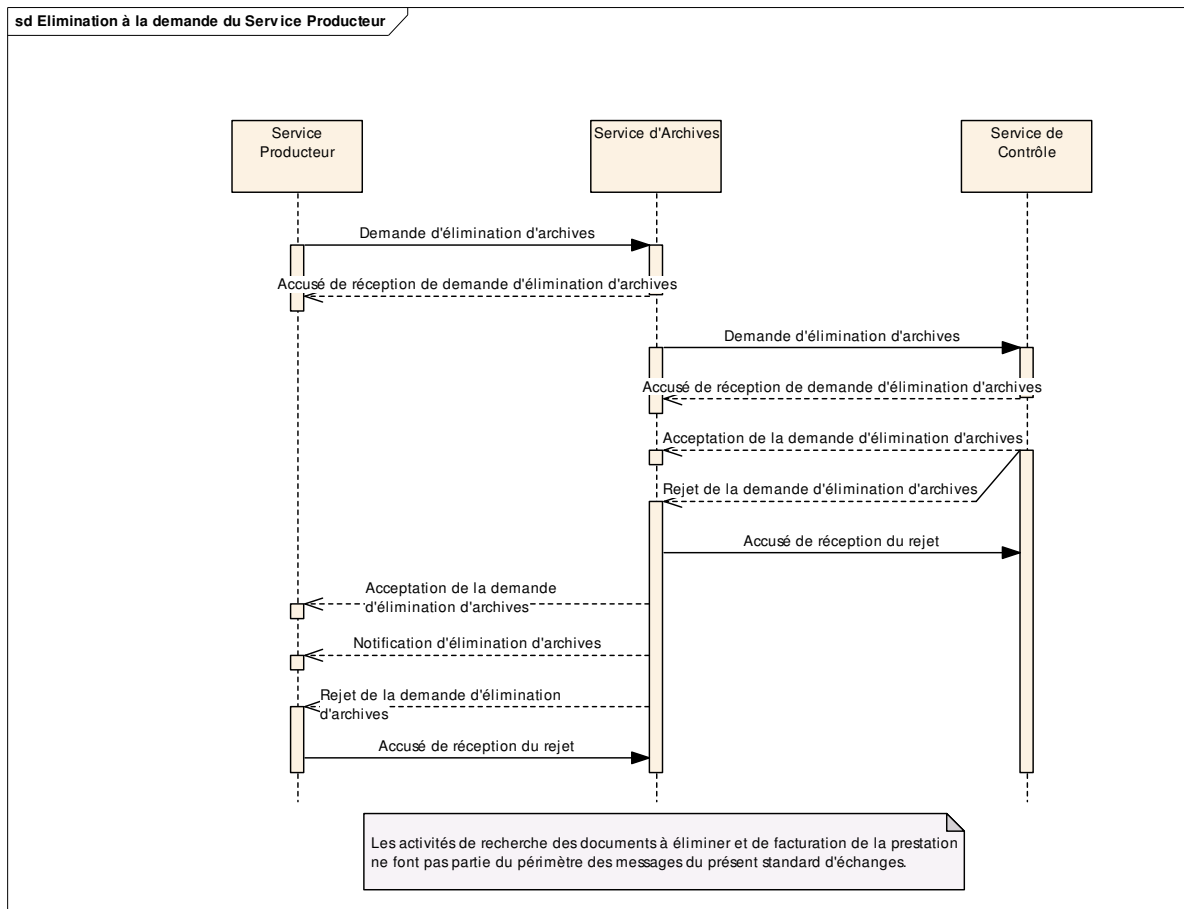 sd Elimination à la demande du Service Producteur
Service
Producteur
Service d'Archives
Service de
Contrôle
Demande d'élimination d'archives
Accusé de réception de demande d'élimination d'archives
Demande d'élimination d'archives
Accusé de réception de demande d'élimination d'archives
Acceptation de la demande d'élimination d'archives
Rejet de la demande d'élimination d'archives
Accusé de réception du rejet
Acceptation de la demande
d'élimination d'archives
Notification d'élimination d'archives
Rejet de la demande d'élimination
d'archives
Accusé de réception du rejet
Les activités de recherche des documents à éliminer et de facturation de la prestation
ne font pas partie du périmètre des messages du présent standard d'échanges.